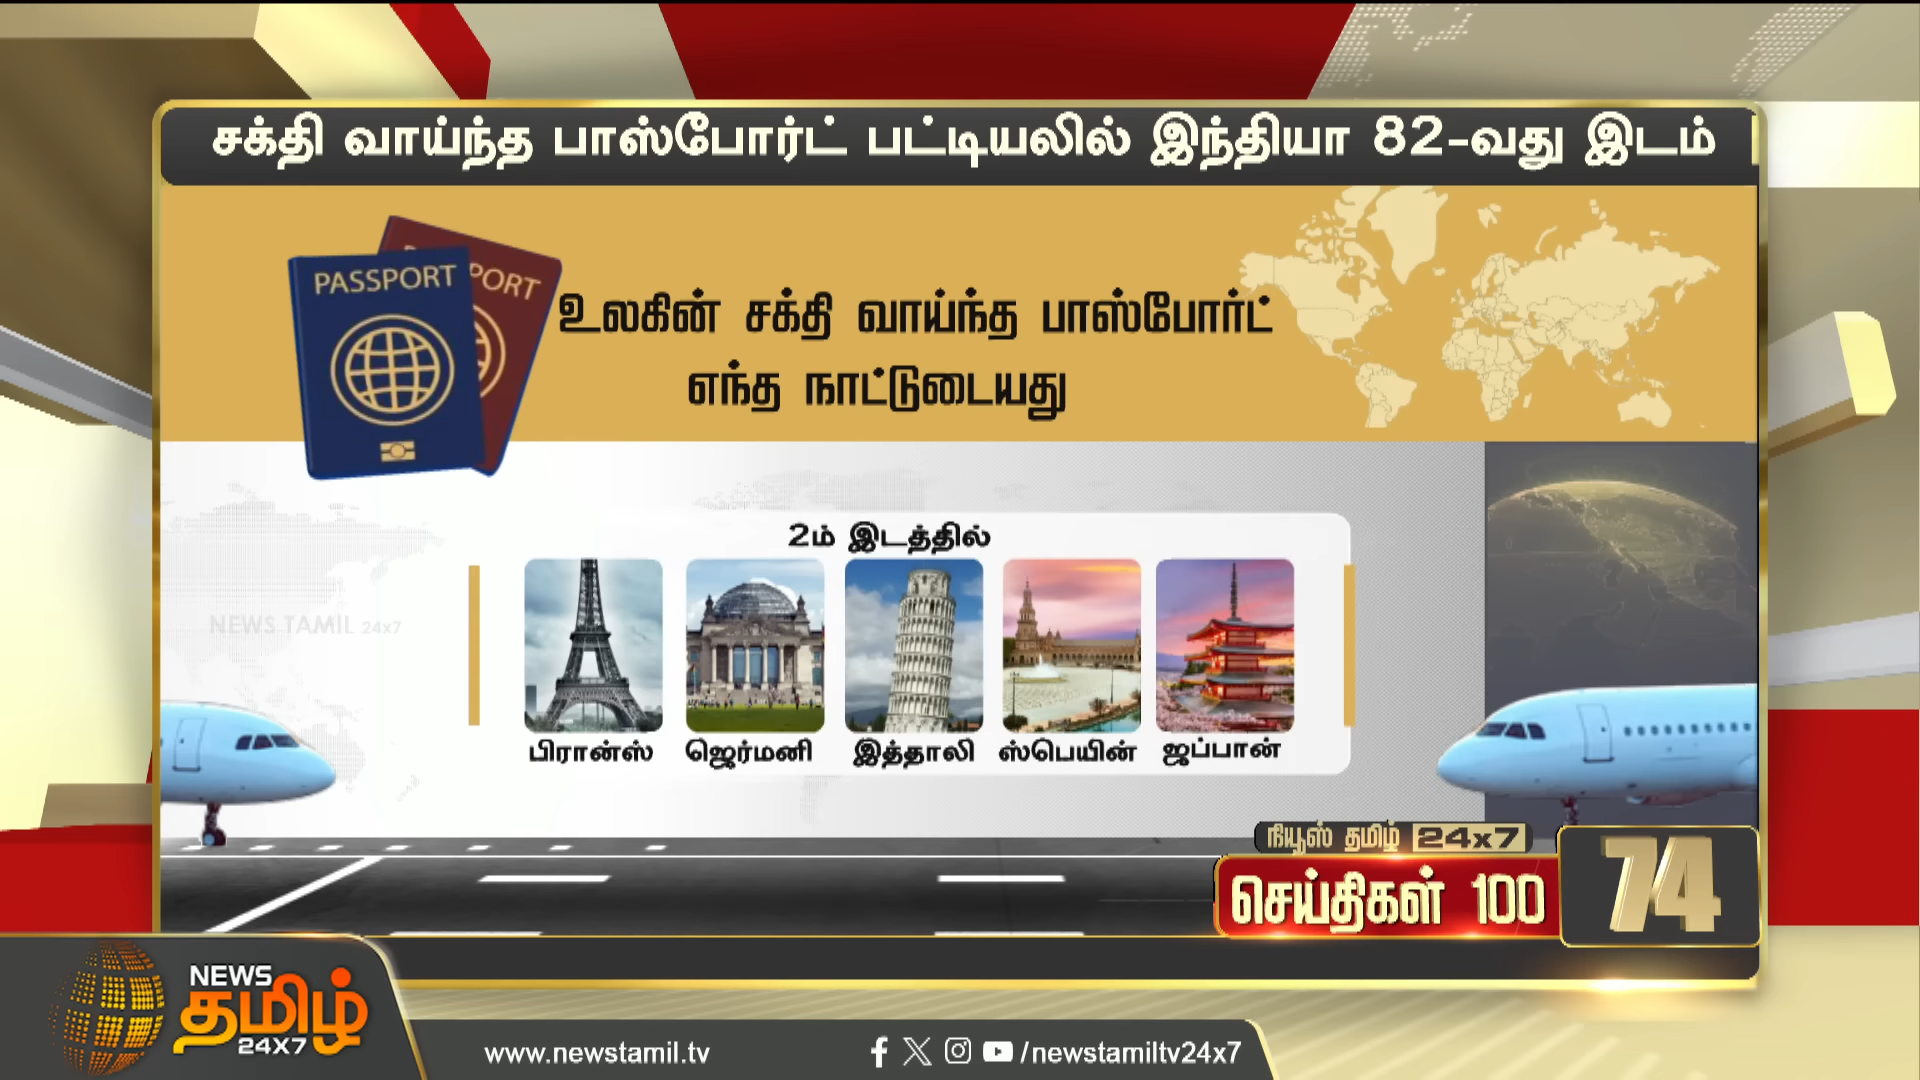 சக்தி வாய்ந்த பாஸ்போர்ட் பட்டியலில் இந்தியா 82-வது இடம்
PASSPORT
PORT
உலகின் சக்தி வாய்ந்த பாஸ்போர்ட்
எந்த நாட்டுடையது
2ம் இடத்தில்
NEWS TAMIL 24x7
பிரான்ஸ் ஜெர்மனி இத்தாலி ஸ்பெயின் ஜப்பான்
நியூஸ் தமிழ் 24x7
செய்திகள் 100
74
NEWS
தமிழ்
24X7
www.newstamil.tv
/newstamiltv24x7